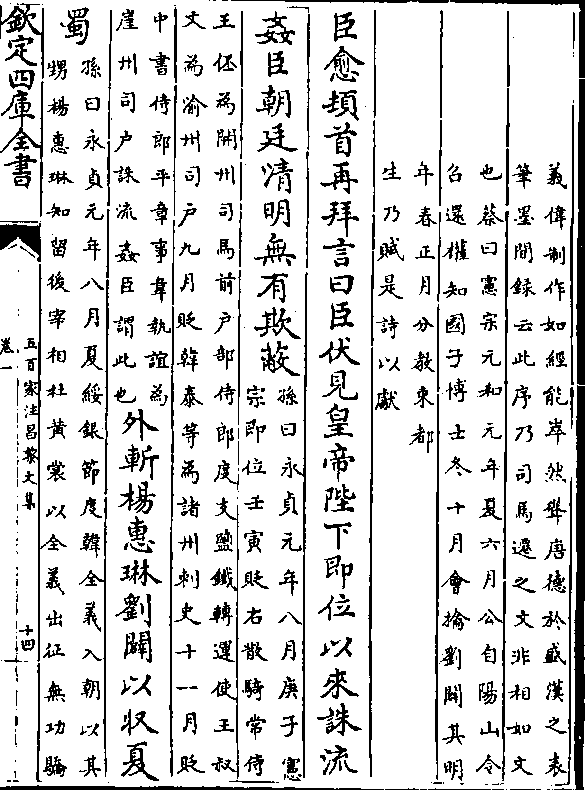 義偉制作如經能崒然聳唐德於盛漢之表
筆墨閒録云此序乃司馬遷之文非相如文
也蔡曰憲宗元和元年夏六月公自陽山令
召還權知國子博士冬十月會擒劉闢其明
年春正月分教東都
生乃賦是詩以獻
臣愈頓首再拜言曰臣伏見皇帝陛下即位以來誅流
姦臣朝廷清明無有欺蔽
孫曰永貞元年八月庚子憲
宗即位壬寅貶右散騎常侍
王伾為開州司馬前户部侍郎度支鹽鐵轉運使王叔
文為渝州司户九月貶韓泰等為諸州刺史十一月貶
中書侍郎平章事韋執誼為
崖州司户誅流姦臣謂此也
外斬楊惠琳劉闢以收夏
蜀
孫曰永貞元年八月夏綏銀節度韓全義入朝以其
甥楊惠琳知留後宰相杜黄裳以全義出征無功驕
欽定四庫全書
卷一
五百家注昌黎文集
十四